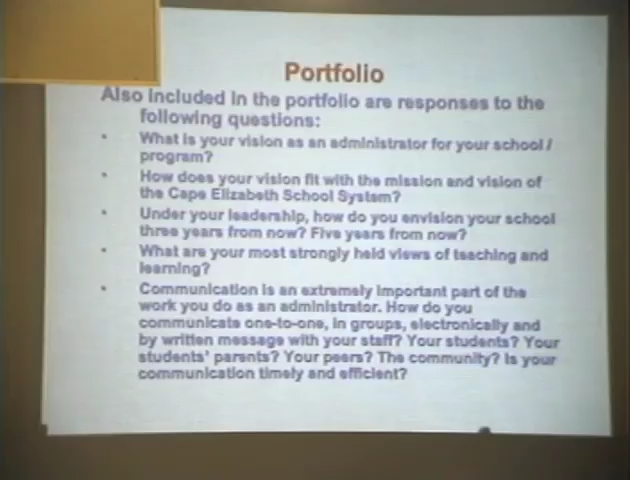 Portfolio
Also included in the portfolio are responses to the
following questions:
• What is your vision as an administrator for your school /
program?
• How does your vision fit with the mission and vision of
the Cape Elizabeth School System?
• Under your leadership, how do you envision your school
three years from now? Five years from now?
• What are your most strongly held views of teaching and
learning?
• Communication is an extremely important part of the
work you do as an administrator. How do you
communicate one-to-one, in groups, electronically and
by written message with your staff? Your students? Your
students' parents? Your peers? The community? Is your
communication timely and efficient?